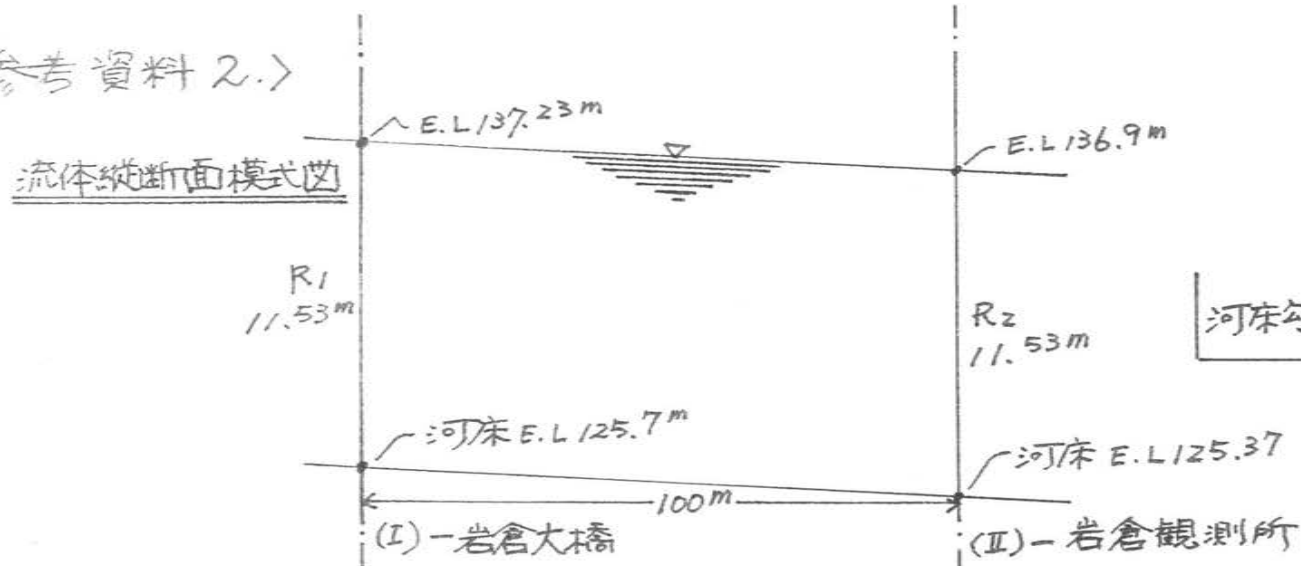 参考資料 2.〉
流体縦断面模式図
E.L 137.23m
E.L 136.9m
R1
11.53m
R2
11.53m
河床
河床 E.L 125.7m
河床 E.L 125.37
100m
(I)-岩倉大橋
(II)-岩倉観測所